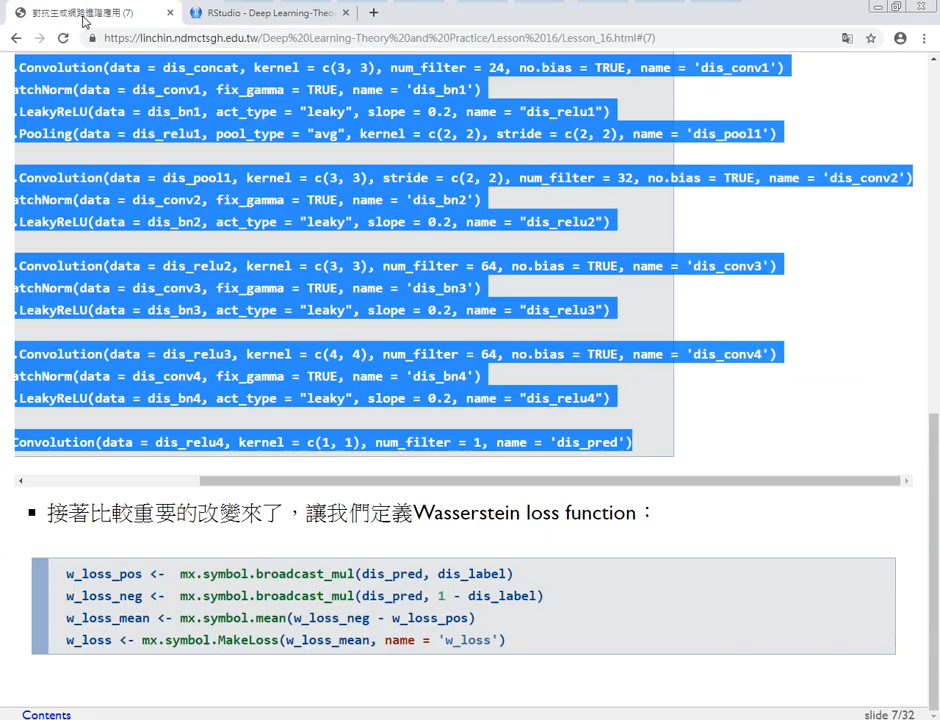 對抗生成網路進階應用 (7)
RStudio - Deep Learning-Theo
https://linchin.ndmctsgh.edu.tw/Deep%20Learning-Theory%20and%20Practice/Lesson%2016/Lesson_16.html#(7)
.Convolution(data = dis_concat, kernel = c(3, 3), num_filter = 24, no.bias = TRUE, name = 'dis_conv1')
atchNorm(data = dis_conv1, fix_gamma = TRUE, name = 'dis_bn1')
.LeakyReLU(data = dis_bn1, act_type = "leaky", slope = 0.2, name = "dis_relu1")
.Pooling(data = dis_relu1, pool_type = "avg", kernel = c(2, 2), stride = c(2, 2), name = 'dis_pool1')
.Convolution(data = dis_pool1, kernel = c(3, 3), stride = c(2, 2), num_filter = 32, no.bias = TRUE, name = 'dis_conv2')
atchNorm(data = dis_conv2, fix_gamma = TRUE, name = 'dis_bn2')
.LeakyReLU(data = dis_bn2, act_type = "leaky", slope = 0.2, name = "dis_relu2")
.Convolution(data = dis_relu2, kernel = c(3, 3), num_filter = 64, no.bias = TRUE, name = 'dis_conv3')
atchNorm(data = dis_conv3, fix_gamma = TRUE, name = 'dis_bn3')
.LeakyReLU(data = dis_bn3, act_type = "leaky", slope = 0.2, name = "dis_relu3")
.Convolution(data = dis_relu3, kernel = c(4, 4), num_filter = 64, no.bias = TRUE, name = 'dis_conv4')
atchNorm(data = dis_conv4, fix_gamma = TRUE, name = 'dis_bn4')
.LeakyReLU(data = dis_bn4, act_type = "leaky", slope = 0.2, name = "dis_relu4")
Convolution(data = dis_relu4, kernel = c(1, 1), num_filter = 1, name = 'dis_pred')
▪ 接著比較重要的改變來了，讓我們定義Wasserstein loss function：
w_loss_pos <-  mx.symbol.broadcast_mul(dis_pred, dis_label)
w_loss_neg <-  mx.symbol.broadcast_mul(dis_pred, 1 - dis_label)
w_loss_mean <- mx.symbol.mean(w_loss_neg - w_loss_pos)
w_loss <- mx.symbol.MakeLoss(w_loss_mean, name = 'w_loss')
Contents
slide 7/32